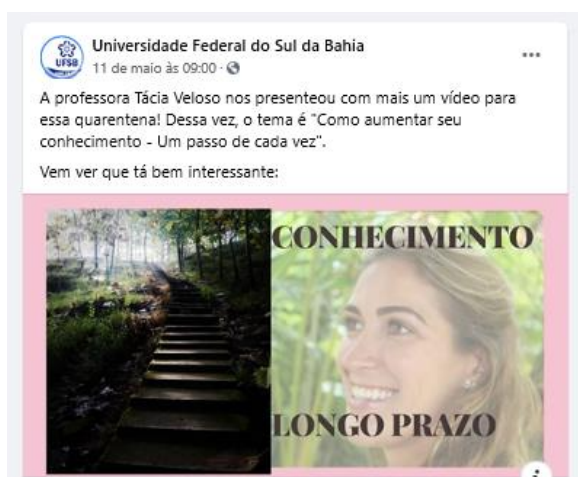 UFSB
Universidade Federal do Sul da Bahia
11 de maio às 09:00 ·
A professora Tácia Veloso nos presenteou com mais um vídeo para
essa quarentena! Dessa vez, o tema é "Como aumentar seu
conhecimento - Um passo de cada vez".
Vem ver que tá bem interessante:
CONHECIMENTO
LONGO PRAZO